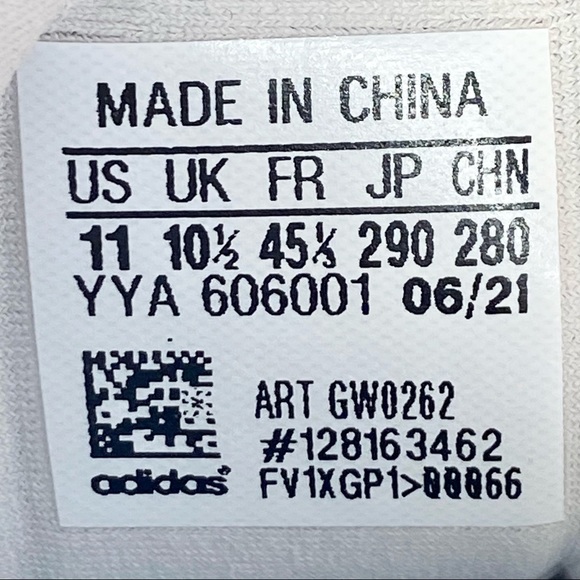 MADE IN CHINA
US UK FR JP CHN
11 10½ 45⅓ 290 280
YYA 606001 06/21
ART GW0262
#128163462
adidas® FV1XGP1>00066